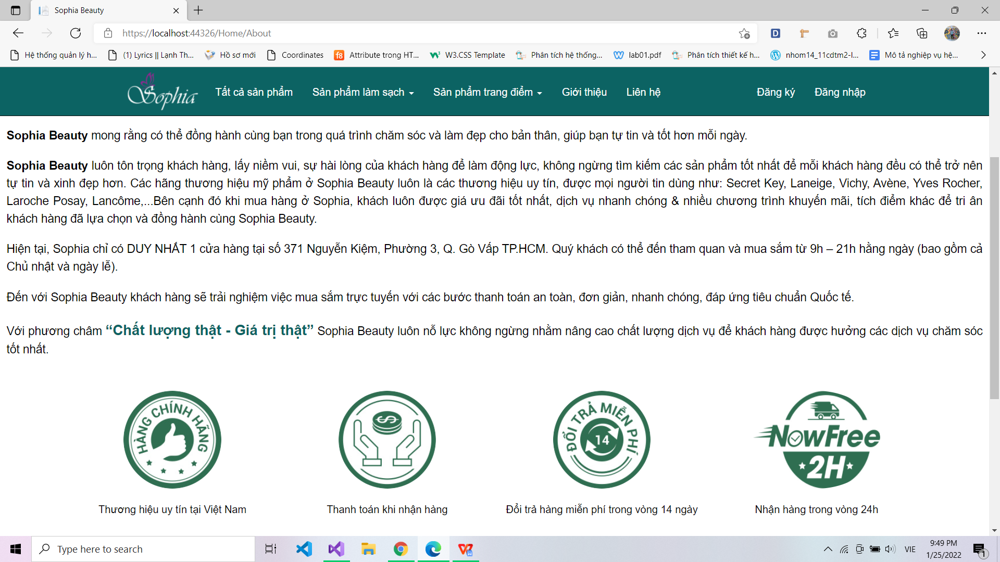 Sophia Beauty
https://localhost:44326/Home/About
Hệ thống quản lý h...
(1) Lyrics || Lạnh Th...
Hồ sơ mới
Coordinates
Attribute trong HT...
W3.CSS Template
Phân tích hệ thống...
lab01.pdf
Phân tích thiết kế h...
nhom14_11cdtm2-l...
Mô tả nghiệp vụ hệ...
Sophia
Tất cả sản phẩm
Sản phẩm làm sạch
Sản phẩm trang điểm
Giới thiệu
Liên hệ
Đăng ký
Đăng nhập
Sophia Beauty mong rằng có thể đồng hành cùng bạn trong quá trình chăm sóc và làm đẹp cho bản thân, giúp bạn tự tin và tốt hơn mỗi ngày.
Sophia Beauty luôn tôn trọng khách hàng, lấy niềm vui, sự hài lòng của khách hàng để làm động lực, không ngừng tìm kiếm các sản phẩm tốt nhất để mỗi khách hàng đều có thể trở nên
tự tin và xinh đẹp hơn. Các hãng thương hiệu mỹ phẩm ở Sophia Beauty luôn là các thương hiệu uy tín, được mọi người tin dùng như: Secret Key, Laneige, Vichy, Avène, Yves Rocher,
Laroche Posay, Lancôme,...Bên cạnh đó khi mua hàng ở Sophia, khách luôn được giá ưu đãi tốt nhất, dịch vụ nhanh chóng & nhiều chương trình khuyến mãi, tích điểm khác để tri ân
khách hàng đã lựa chọn và đồng hành cùng Sophia Beauty.
Hiện tại, Sophia chỉ có DUY NHẤT 1 cửa hàng tại số 371 Nguyễn Kiệm, Phường 3, Q. Gò Vấp TP.HCM. Quý khách có thể đến tham quan và mua sắm từ 9h – 21h hằng ngày (bao gồm cả
Chủ nhật và ngày lễ).
Đến với Sophia Beauty khách hàng sẽ trải nghiệm việc mua sắm trực tuyến với các bước thanh toán an toàn, đơn giản, nhanh chóng, đáp ứng tiêu chuẩn Quốc tế.
Với phương châm “Chất lượng thật - Giá trị thật” Sophia Beauty luôn nỗ lực không ngừng nhằm nâng cao chất lượng dịch vụ để khách hàng được hưởng các dịch vụ chăm sóc
tốt nhất.
HÀNG CHÍNH HÃNG
ĐỔI TRẢ MIỄN PHÍ
14
NowFree
2H
Thương hiệu uy tín tại Việt Nam
Thanh toán khi nhận hàng
Đổi trả hàng miễn phí trong vòng 14 ngày
Nhận hàng trong vòng 24h
Type here to search
VIE
9:49 PM
1/25/2022
1